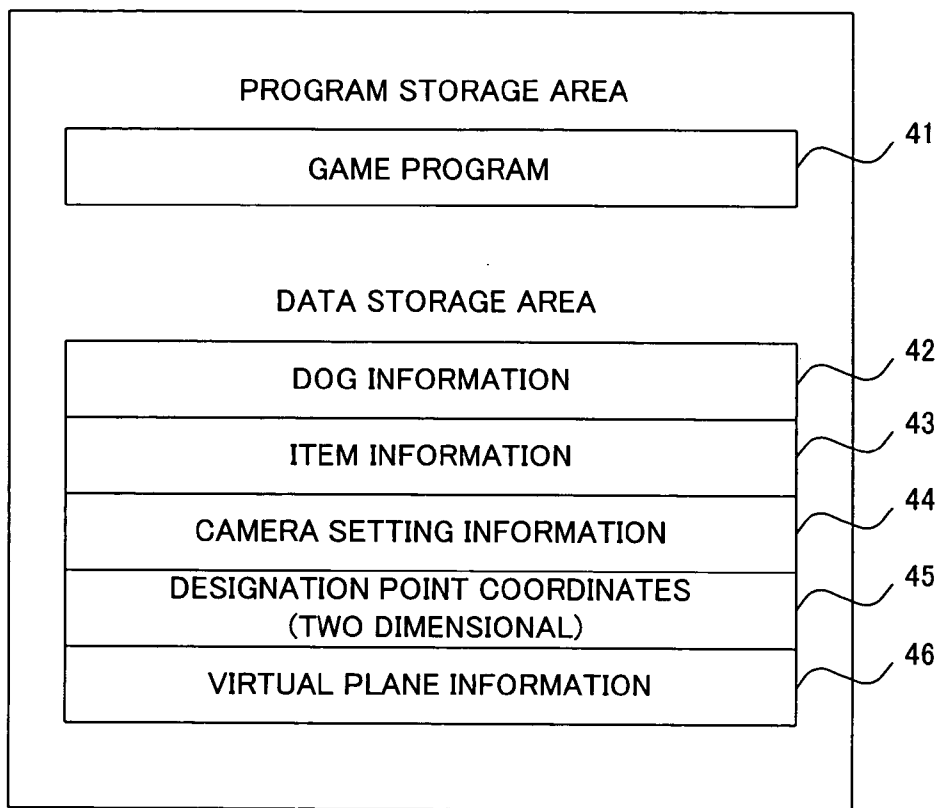 PROGRAM STORAGE AREA
GAME PROGRAM
41
DATA STORAGE AREA
DOG INFORMATION
42
ITEM INFORMATION
43
CAMERA SETTING INFORMATION
44
DESIGNATION POINT COORDINATES
(TWO DIMENSIONAL)
45
VIRTUAL PLANE INFORMATION
46